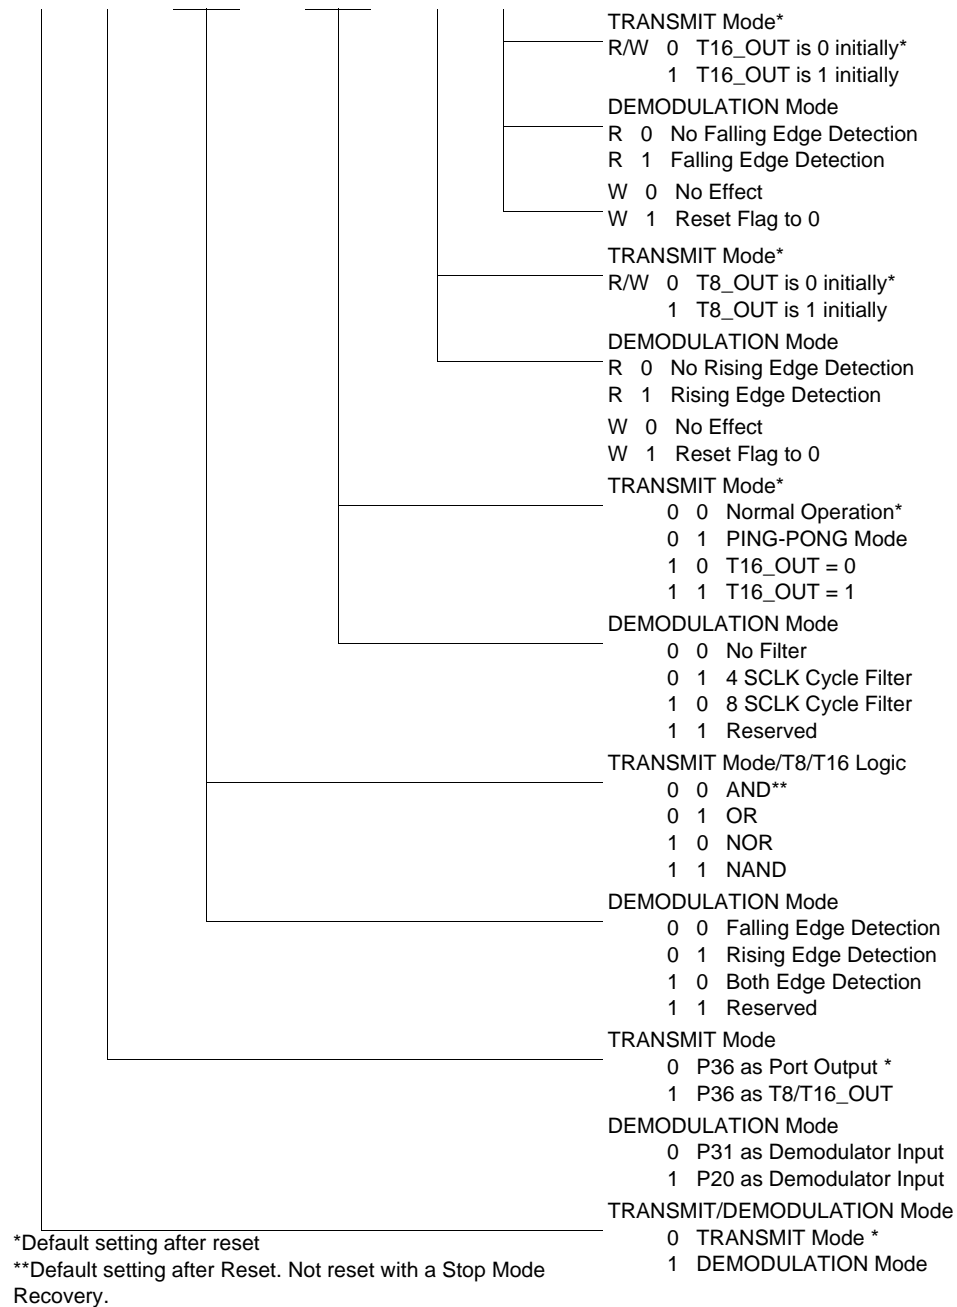 TRANSMIT Mode*
R/W 0 T16_OUT is 0 initially*
1 T16_OUT is 1 initially
DEMODULATION Mode
R 0 No Falling Edge Detection
R 1 Falling Edge Detection
W 0 No Effect
W 1 Reset Flag to 0
TRANSMIT Mode*
R/W 0 T8_OUT is 0 initially*
1 T8_OUT is 1 initially
DEMODULATION Mode
R 0 No Rising Edge Detection
R 1 Rising Edge Detection
W 0 No Effect
W 1 Reset Flag to 0
TRANSMIT Mode*
0 0 Normal Operation*
0 1 PING-PONG Mode
1 0 T16_OUT = 0
1 1 T16_OUT = 1
DEMODULATION Mode
0 0 No Filter
0 1 4 SCLK Cycle Filter
1 0 8 SCLK Cycle Filter
1 1 Reserved
TRANSMIT Mode/T8/T16 Logic
0 0 AND**
0 1 OR
1 0 NOR
1 1 NAND
DEMODULATION Mode
0 0 Falling Edge Detection
0 1 Rising Edge Detection
1 0 Both Edge Detection
1 1 Reserved
TRANSMIT Mode
0 P36 as Port Output *
1 P36 as T8/T16_OUT
DEMODULATION Mode
0 P31 as Demodulator Input
1 P20 as Demodulator Input
TRANSMIT/DEMODULATION Mode
0 TRANSMIT Mode *
1 DEMODULATION Mode
*Default setting after reset
**Default setting after Reset. Not reset with a Stop Mode
Recovery.